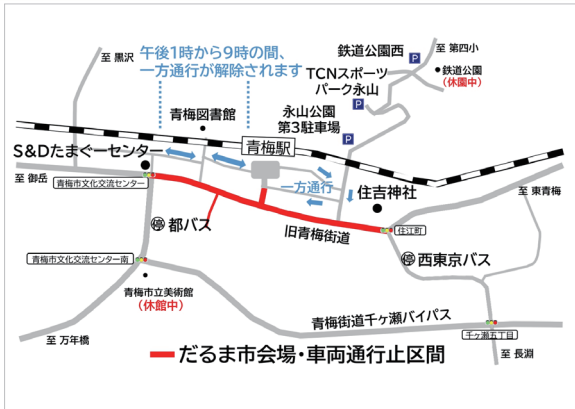 至 黒沢
午後1時から9時の間、
一方通行が解除されます
鉄道公園西
至 第四小
P
TCNスポーツ
パーク永山
鉄道公園
(休園中)
P
青梅図書館
永山公園
第3駐車場
P
青梅駅
S&Dたまぐーセンター
至 御岳
青梅市文化交流センター
一方通行
住吉神社
至 東青梅
停 都バス
旧青梅街道
住江町
停 西東京バス
青梅市文化交流センター南
青梅市立美術館
(休館中)
青梅街道千ヶ瀬バイパス
千ヶ瀬五丁目
至 万年橋
至 長淵
だるま市会場・車両通行止区間